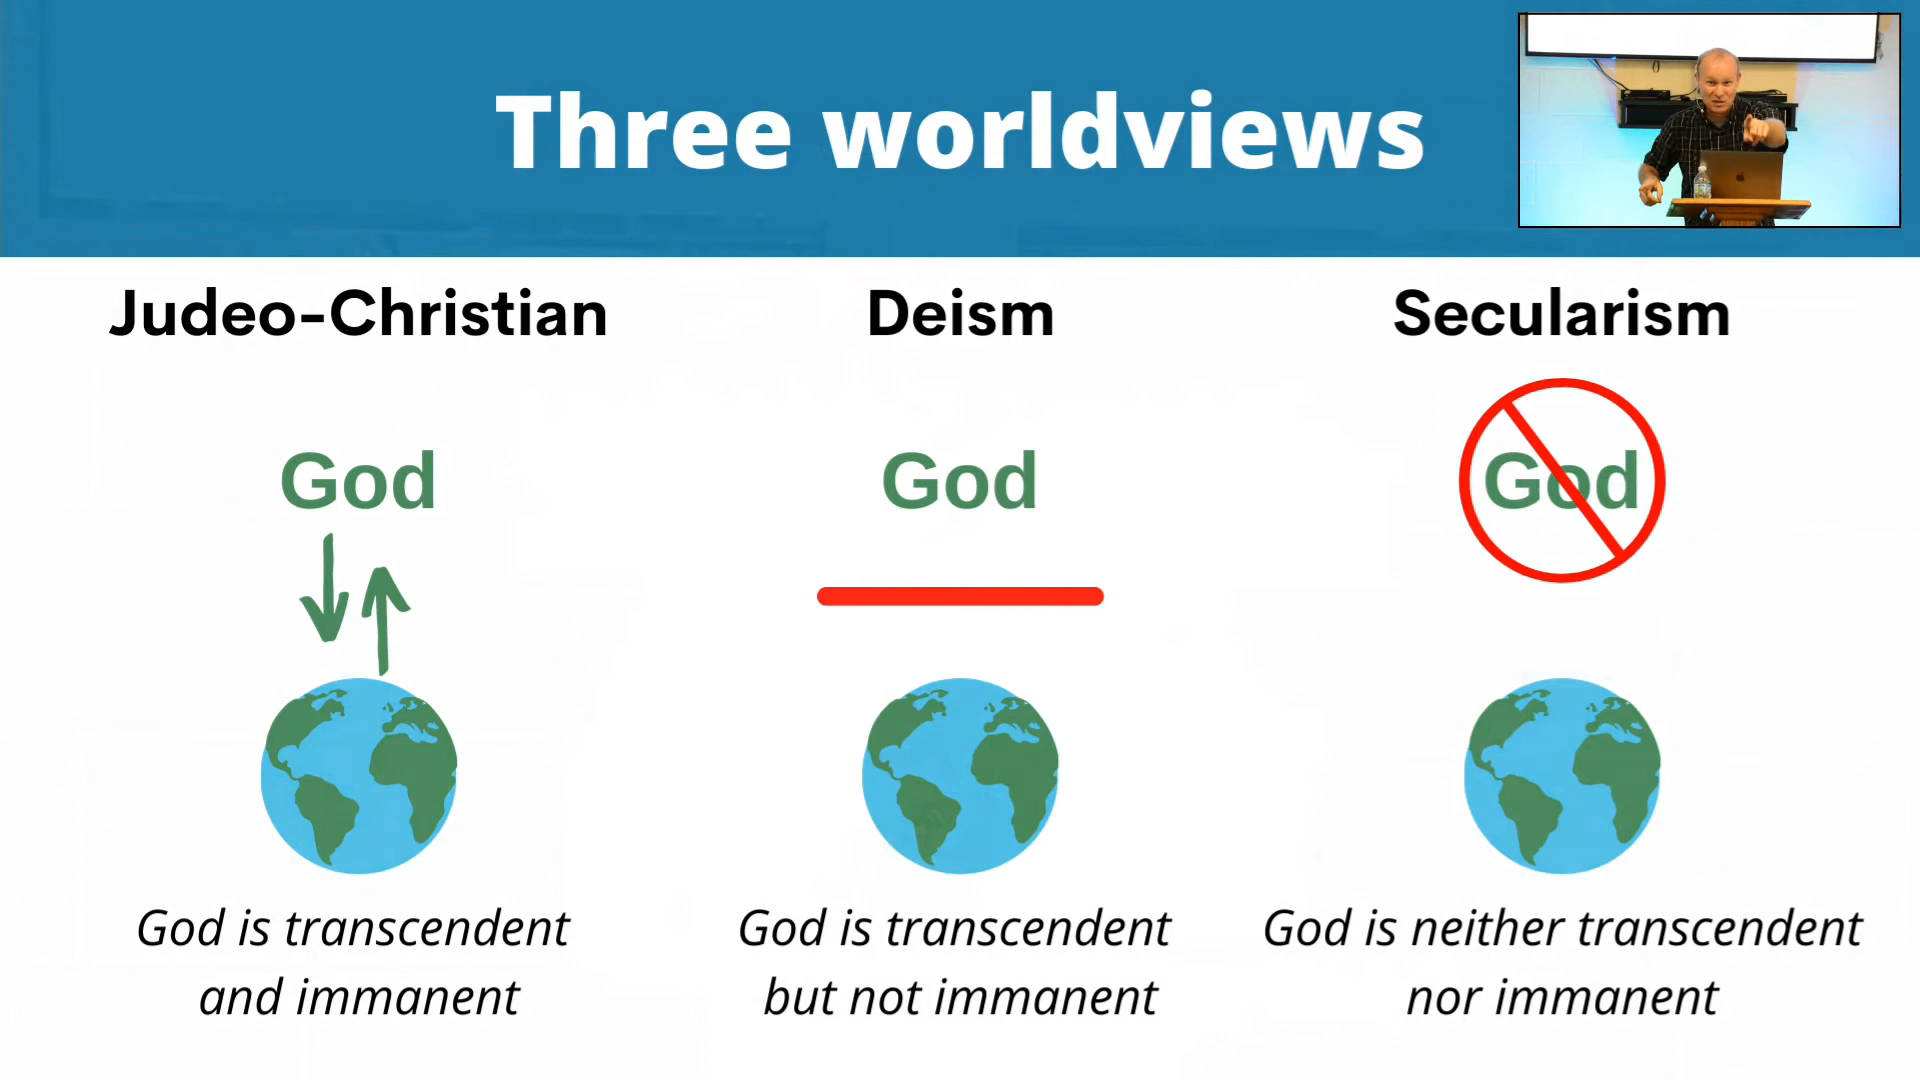 Three worldviews
Judeo-Christian
God
God is transcendent
and immanent
Deism
God
God is transcendent
but not immanent
Secularism
God
God is neither transcendent
nor immanent